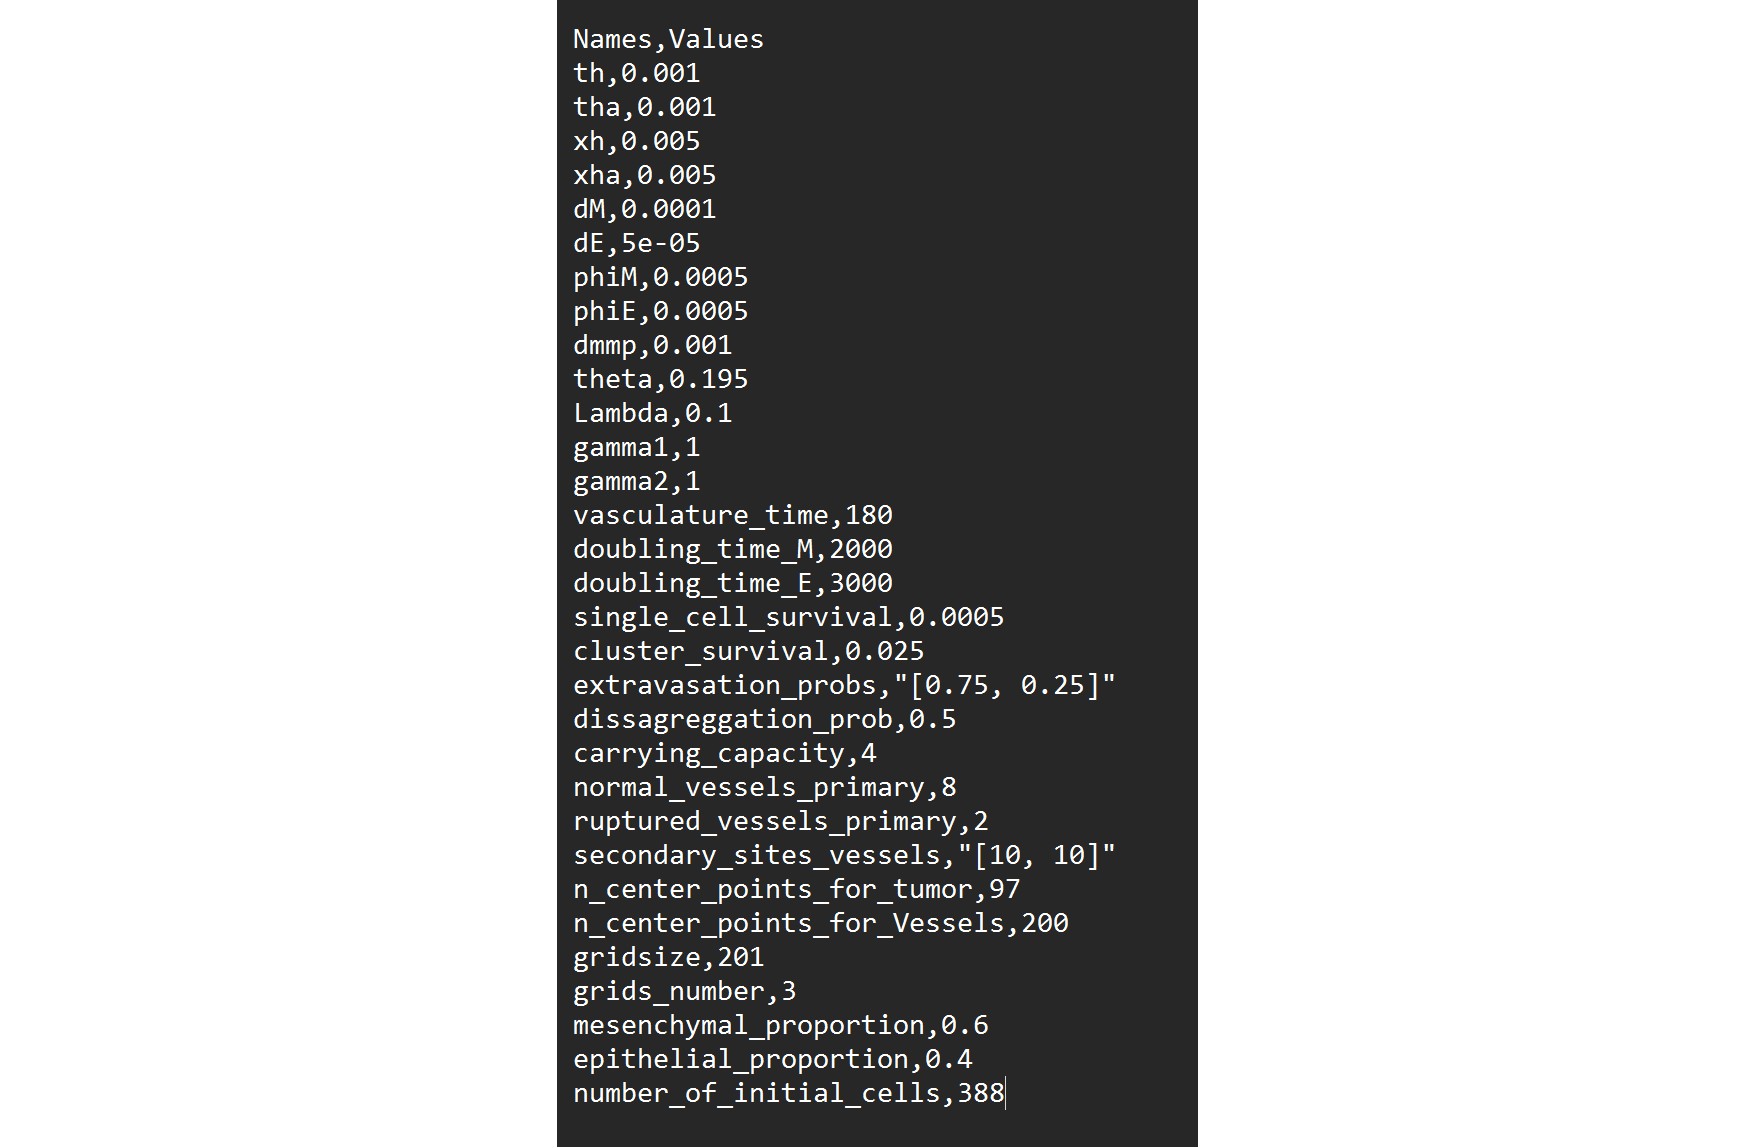 Names,Values
th,0.001
tha,0.001
xh,0.005
xha,0.005
dM,0.0001
dE,5e-05
phiM,0.0005
phiE,0.0005
dmmp,0.001
theta,0.195
Lambda,0.1
gamma1,1
gamma2,1
vasculature_time,180
doubling_time_M,2000
doubling_time_E,3000
single_cell_survival,0.0005
cluster_survival,0.025
extravasation_probs,"[0.75, 0.25]"
dissagreggation_prob,0.5
carrying_capacity,4
normal_vessels_primary,8
ruptured_vessels_primary,2
secondary_sites_vessels,"[10, 10]"
n_center_points_for_tumor,97
n_center_points_for_Vessels,200
gridsize,201
grids_number,3
mesenchymal_proportion,0.6
epithelial_proportion,0.4
number_of_initial_cells,388